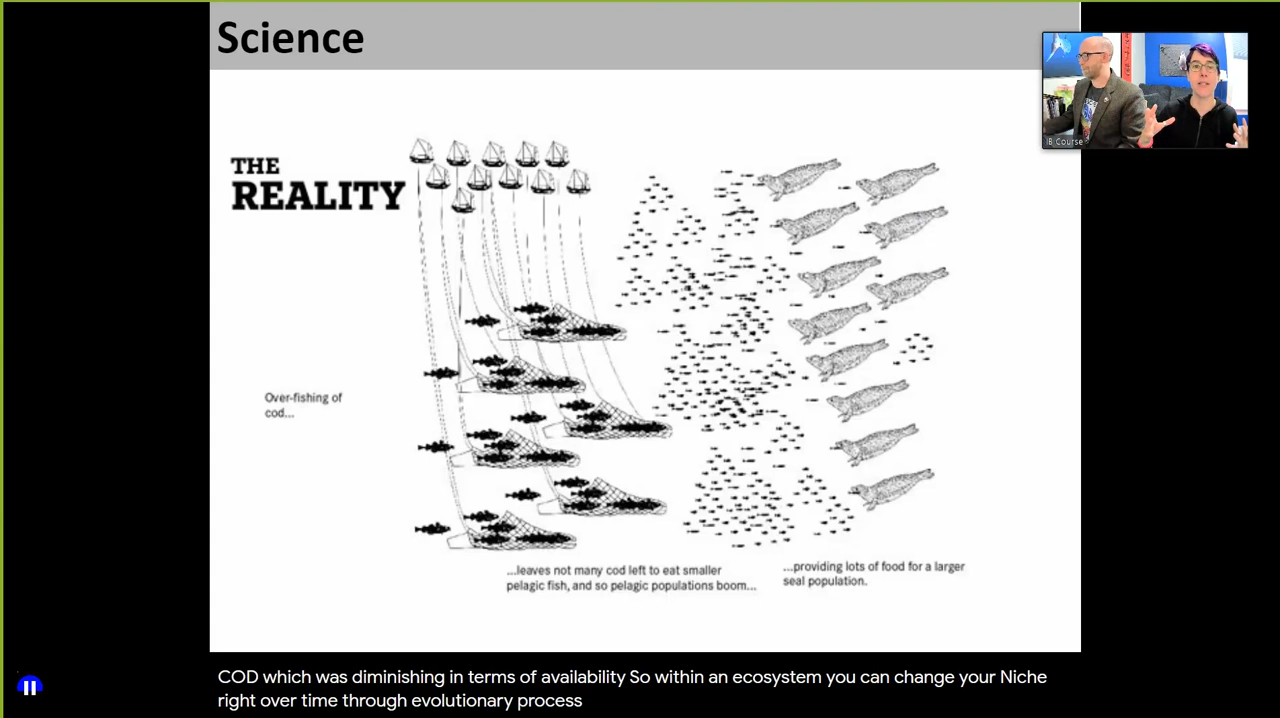 Science
THE
REALITY
IB Course
Over-fishing of
cod...
...leaves not many cod left to eat smaller
pelagic fish, and so pelagic populations boom...
...providing lots of food for a larger
seal population.
COD which was diminishing in terms of availability So within an ecosystem you can change your Niche
right over time through evolutionary process